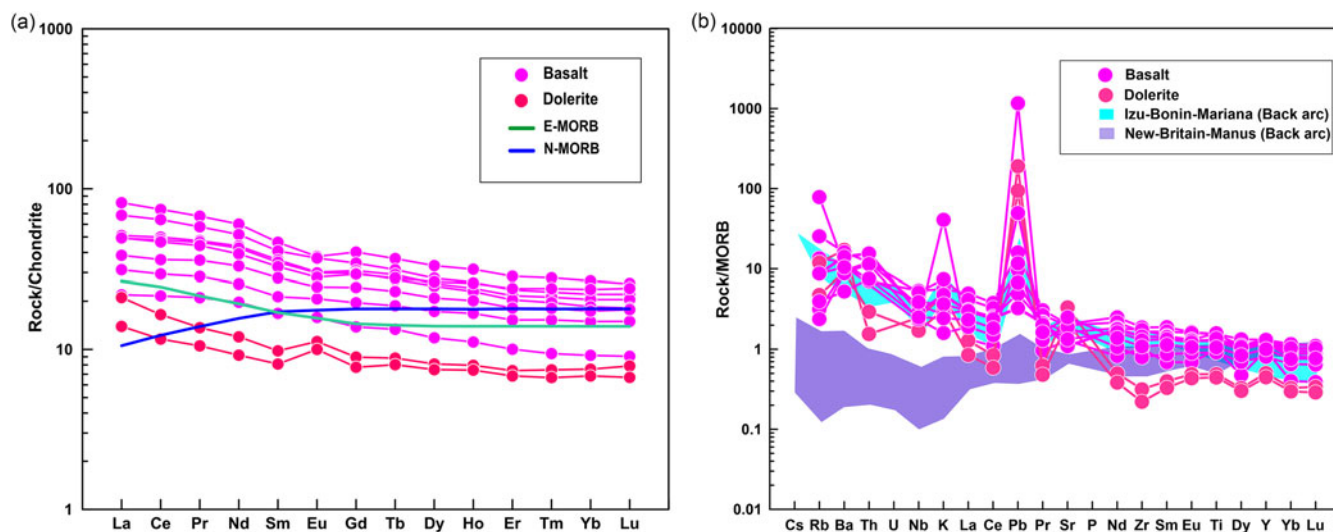 (a)
1000
100
10
1
Rock/Chondrite
Basalt
Dolerite
E-MORB
N-MORB
La Ce Pr Nd Sm Eu Gd Tb Dy Ho Er Tm Yb Lu
(b)
10000
1000
100
10
1
0.1
0.01
Rock/MORB
Basalt
Dolerite
Izu-Bonin-Mariana (Back arc)
New-Britain-Manus (Back arc)
Cs Rb Ba Th U Nb K La Ce Pb Pr Sr P Nd Zr Sm Eu Ti Dy Y Yb Lu